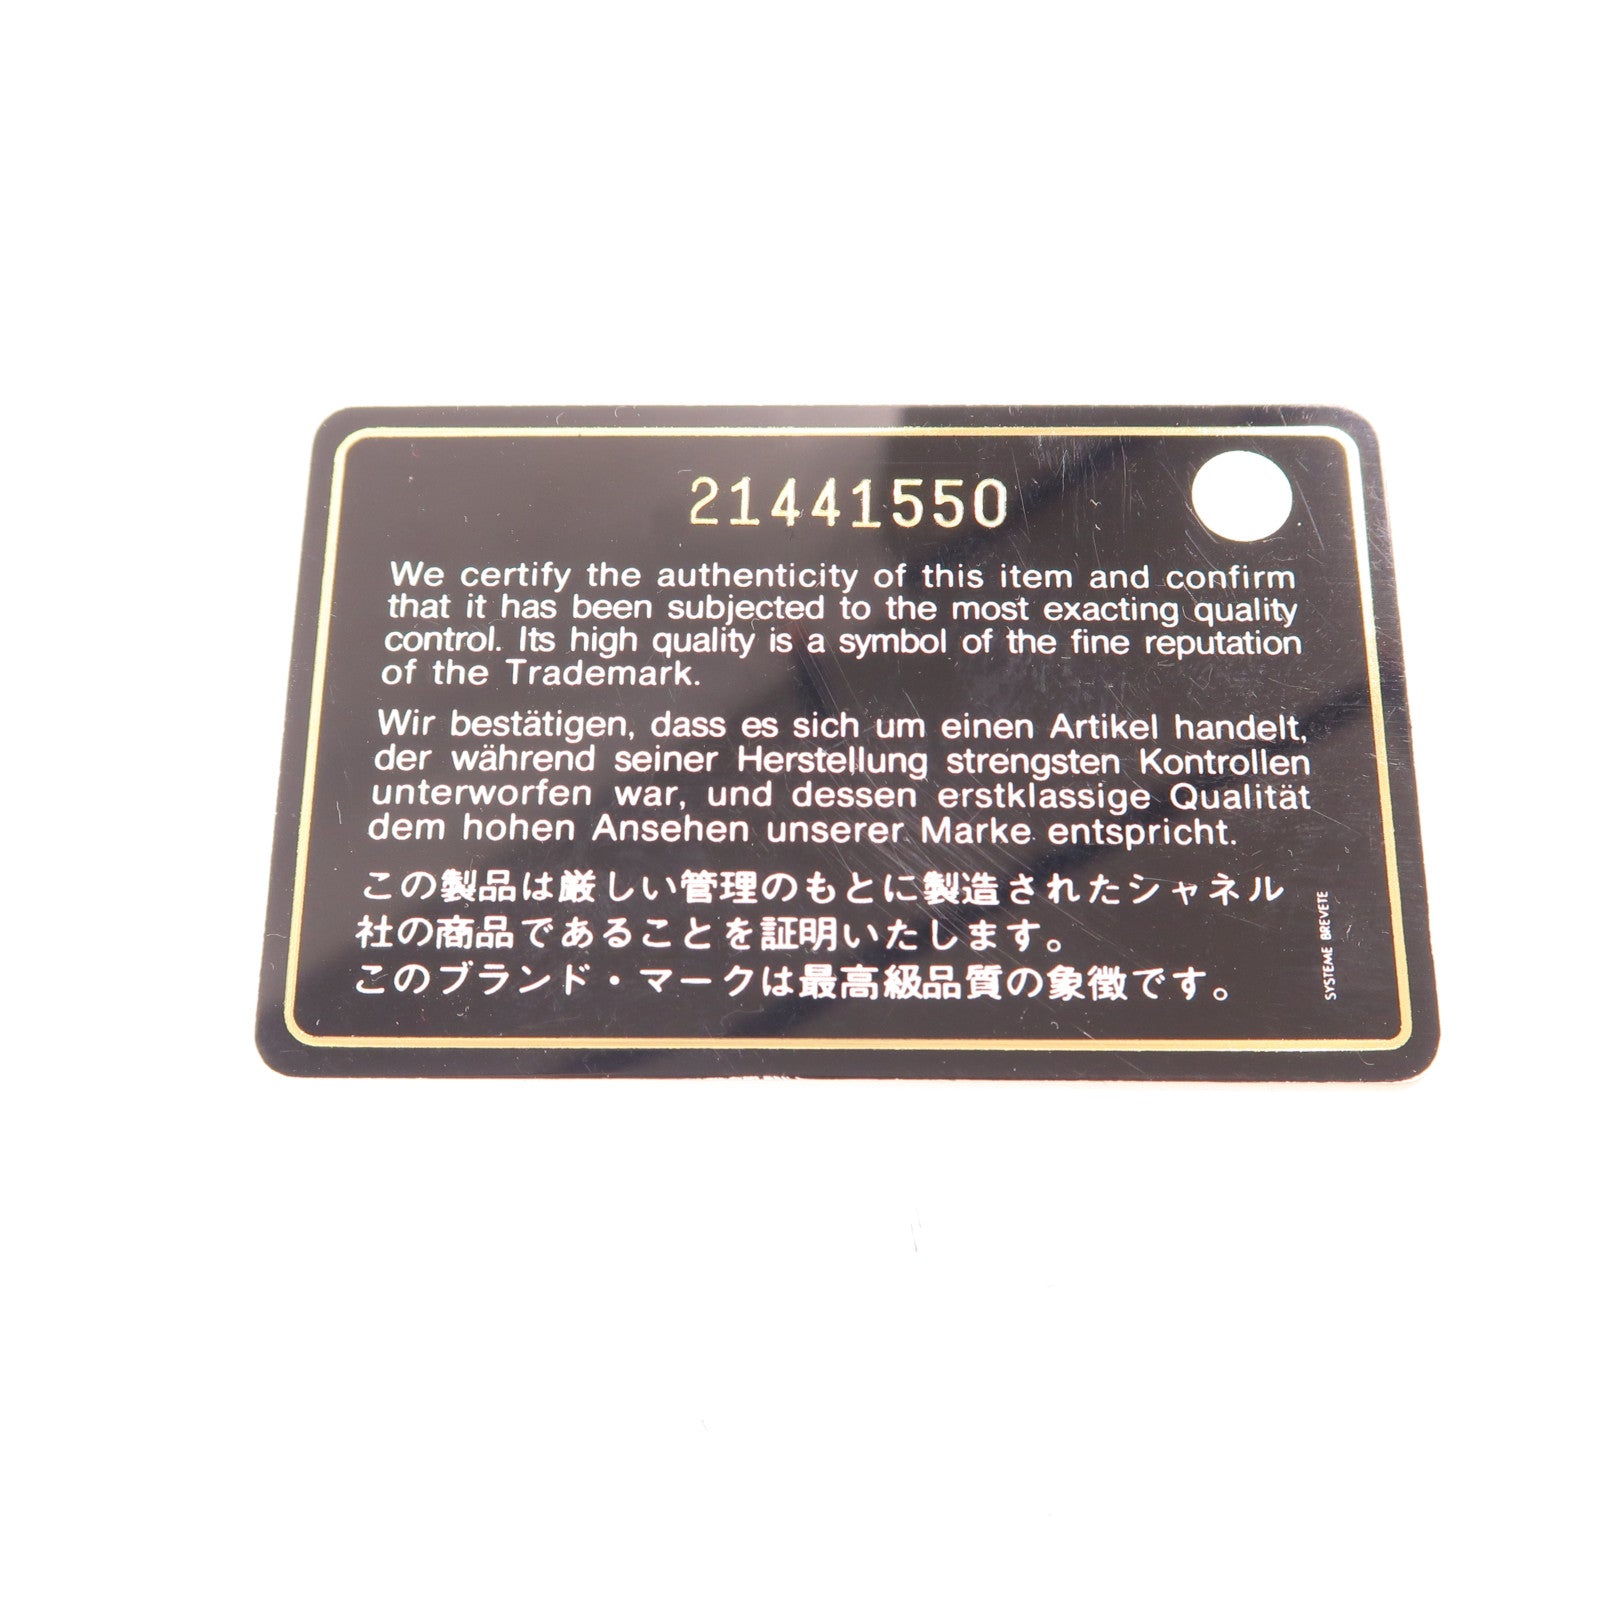 21441550
We certify the authenticity of this item and confirm
that it has been subjected to the most exacting quality
control. Its high quality is a symbol of the fine reputation
of the Trademark.
Wir bestätigen, dass es sich um einen Artikel handelt,
der während seiner Herstellung strengsten Kontrollen
unterworfen war, und dessen erstklassige Qualität
dem hohen Ansehen unserer Marke entspricht.
この製品は厳しい管理のもとに製造されたシャネル
社の商品であることを証明いたします。
このブランド・マークは最高級品質の象徴です。
SYSTEME BREVETE